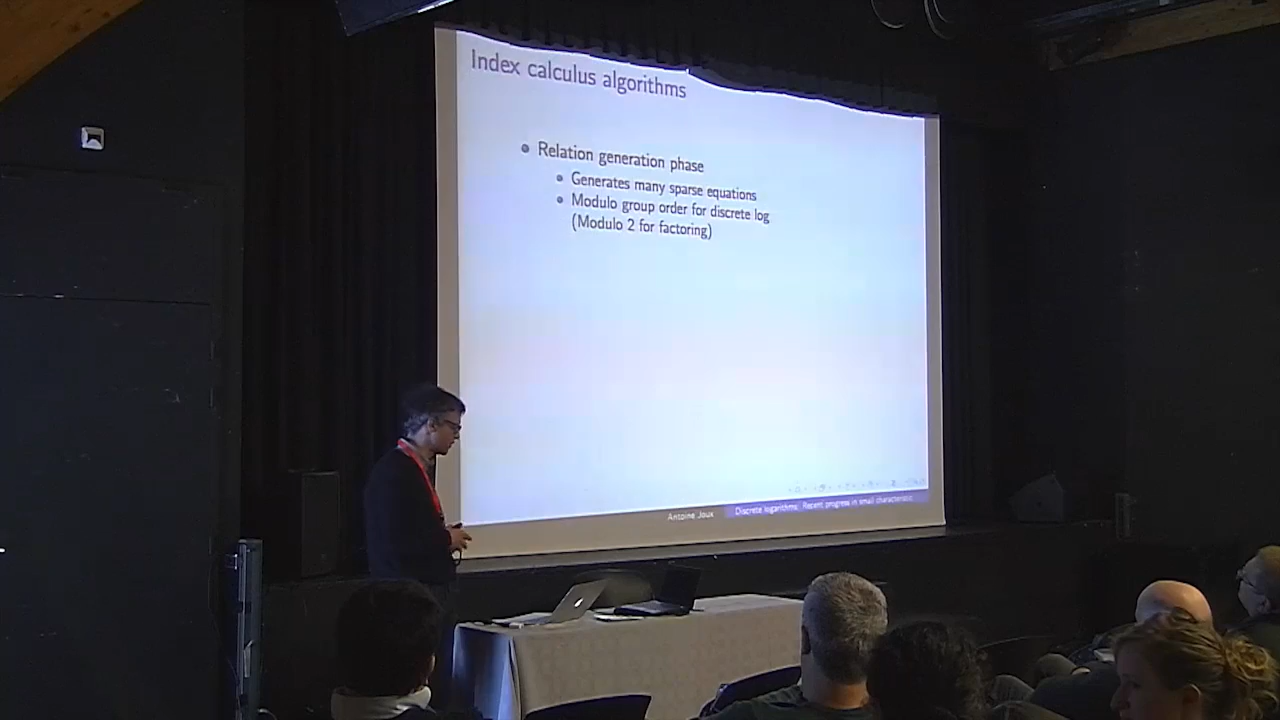 Index calculus algorithms
Relation generation phase
Generates many sparse equations
Modulo group order for discrete log
(Modulo 2 for factoring)
Antoine Joux
Discrete logarithms: Recent progress in small characteristic